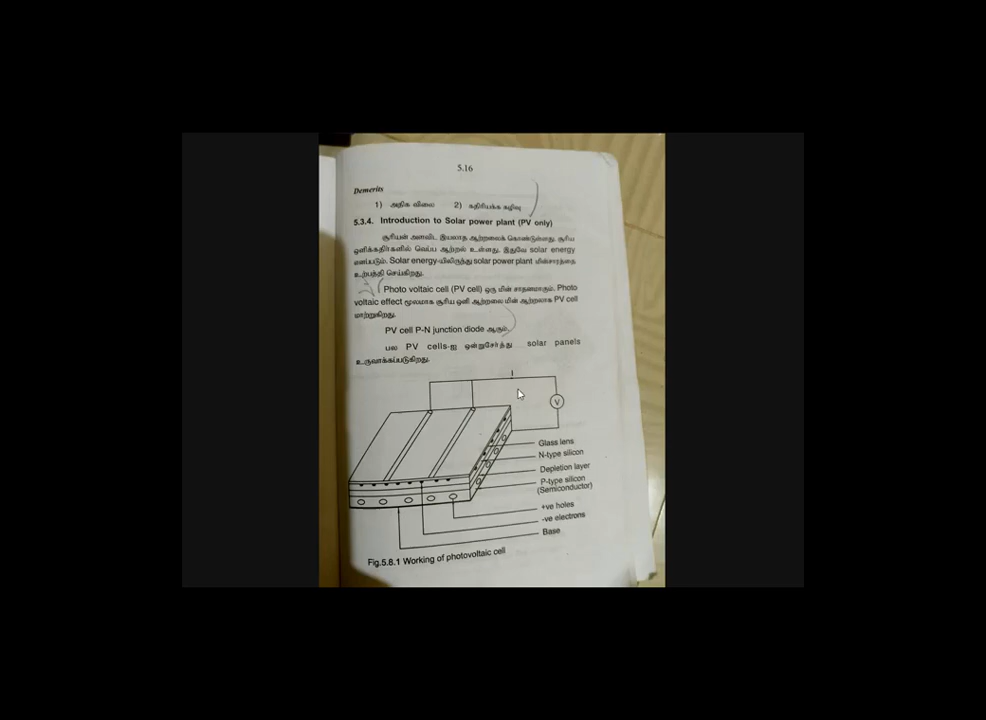 5.16
Demerits
1) அதிக விலை 2) கதிரியக்க கழிவு
5.3.4. Introduction to Solar power plant (PV only)
சூரியன் அளவிட இயலாத ஆற்றலைக் கொண்டுள்ளது. சூரிய
ஒளிக்கதிர்களில் வெப்ப ஆற்றல் உள்ளது. இதுவே solar energy
எனப்படும். Solar energy-யிலிருந்து solar power plant மின்சாரத்தை
உற்பத்தி செய்கிறது.
Photo voltaic cell (PV cell) ஒரு மின் சாதனமாகும். Photo
voltaic effect மூலமாக சூரிய ஒளி ஆற்றலை மின் ஆற்றலாக PV cell
மாற்றுகிறது.
PV cell P-N junction diode ஆகும்.
பல PV cells-ஐ ஒன்றுசேர்த்து solar panels
உருவாக்கப்படுகிறது.
I
V
Glass lens
N-type silicon
Depletion layer
P-type silicon
(Semiconductor)
+ve holes
-ve electrons
Base
Fig.5.8.1 Working of photovoltaic cell